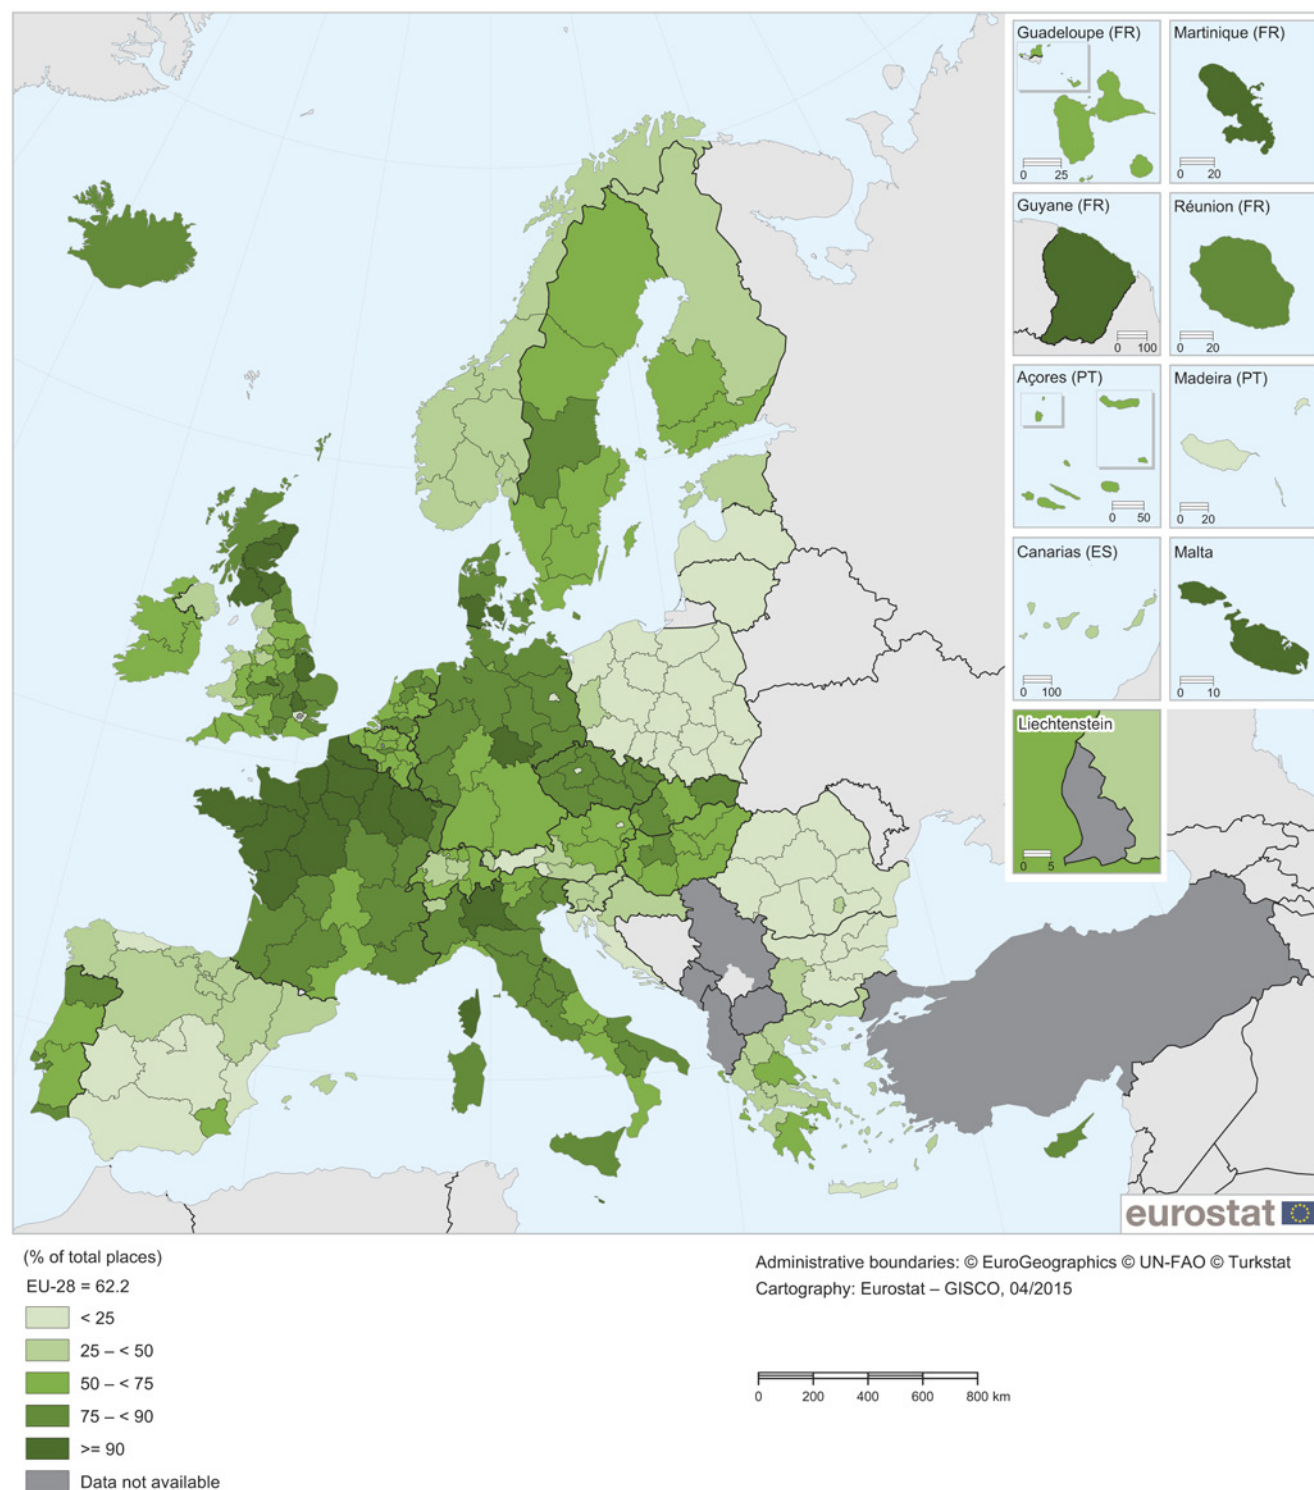 Guadeloupe (FR)
0 25
Martinique (FR)
0 20
Guyane (FR)
0 100
Réunion (FR)
0 20
Açores (PT)
0 50
Madeira (PT)
0 20
Canarias (ES)
0 100
Malta
0 10
Liechtenstein
0 5
eurostat
(% of total places)
EU-28 = 62.2
< 25
25 – < 50
50 – < 75
75 – < 90
>= 90
Data not available
Administrative boundaries: © EuroGeographics © UN-FAO © Turkstat
Cartography: Eurostat – GISCO, 04/2015
0 200 400 600 800 km